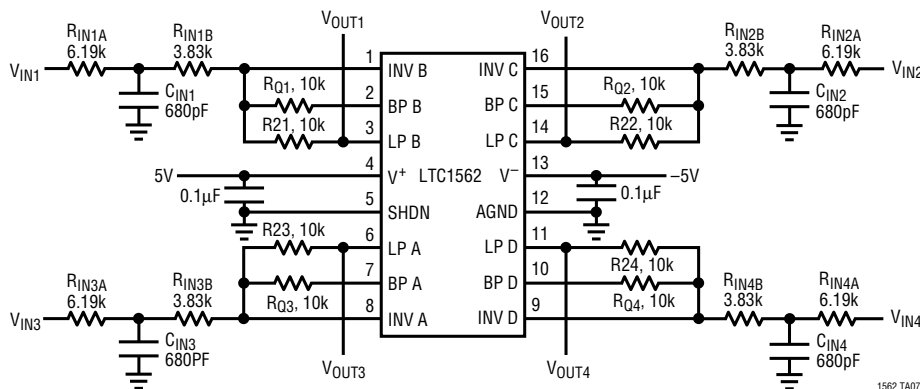 VOUT1 VOUT2
RIN1A 6.19k RIN1B 3.83k RIN2B 3.83k RIN2A 6.19k
VIN1 VIN2
CIN1 680pF CIN2 680pF
RQ1, 10k RQ2, 10k
R21, 10k R22, 10k
1 INV B INV C 16
2 BP B BP C 15
3 LP B LP C 14
5V 4 V+ LTC1562 V– 13 –5V
0.1µF 0.1µF
5 SHDN AGND 12
6 LP A LP D 11
7 BP A BP D 10
8 INV A INV D 9
R23, 10k R24, 10k
RQ3, 10k RQ4, 10k
RIN3A 6.19k RIN3B 3.83k RIN4B 3.83k RIN4A 6.19k
VIN3 VIN4
CIN3 680PF CIN4 680pF
VOUT3 VOUT4
1562 TA07